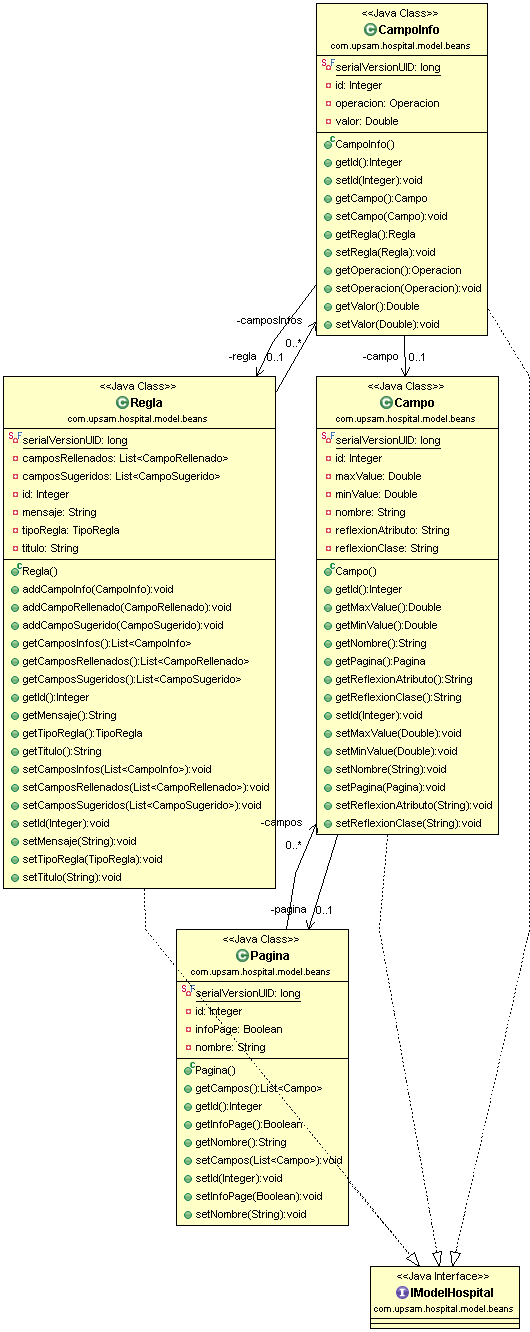 <<Java Class>>
CampoInfo
com.upsam.hospital.model.beans
serialVersionUID: long
id: Integer
operacion: Operacion
valor: Double
CampoInfo()
getId():Integer
setId(Integer):void
getCampo():Campo
setCampo(Campo):void
getRegla():Regla
setRegla(Regla):void
getOperacion():Operacion
setOperacion(Operacion):void
getValor():Double
setValor(Double):void
-camposInfos
0..*
-regla
0..1
-campo
0..1
<<Java Class>>
Regla
com.upsam.hospital.model.beans
serialVersionUID: long
camposRellenados: List<CampoRellenado>
camposSugeridos: List<CampoSugerido>
id: Integer
mensaje: String
tipoRegla: TipoRegla
titulo: String
Regla()
addCampoInfo(CampoInfo):void
addCampoRellenado(CampoRellenado):void
addCampoSugerido(CampoSugerido):void
getCamposInfos():List<CampoInfo>
getCamposRellenados():List<CampoRellenado>
getCamposSugeridos():List<CampoSugerido>
getId():Integer
getMensaje():String
getTipoRegla():TipoRegla
getTitulo():String
setCamposInfos(List<CampoInfo>):void
setCamposRellenados(List<CampoRellenado>):void
setCamposSugeridos(List<CampoSugerido>):void
setId(Integer):void
setMensaje(String):void
setTipoRegla(TipoRegla):void
setTitulo(String):void
<<Java Class>>
Campo
com.upsam.hospital.model.beans
serialVersionUID: long
id: Integer
maxValue: Double
minValue: Double
nombre: String
reflexionAtributo: String
reflexionClase: String
Campo()
getId():Integer
getMaxValue():Double
getMinValue():Double
getNombre():String
getPagina():Pagina
getReflexionAtributo():String
getReflexionClase():String
setId(Integer):void
setMaxValue(Double):void
setMinValue(Double):void
setNombre(String):void
setPagina(Pagina):void
setReflexionAtributo(String):void
setReflexionClase(String):void
-campos
0..*
-pagina
0..1
<<Java Class>>
Pagina
com.upsam.hospital.model.beans
serialVersionUID: long
id: Integer
infoPage: Boolean
nombre: String
Pagina()
getCampos():List<Campo>
getId():Integer
getInfoPage():Boolean
getNombre():String
setCampos(List<Campo>):void
setId(Integer):void
setInfoPage(Boolean):void
setNombre(String):void
<<Java Interface>>
IModelHospital
com.upsam.hospital.model.beans